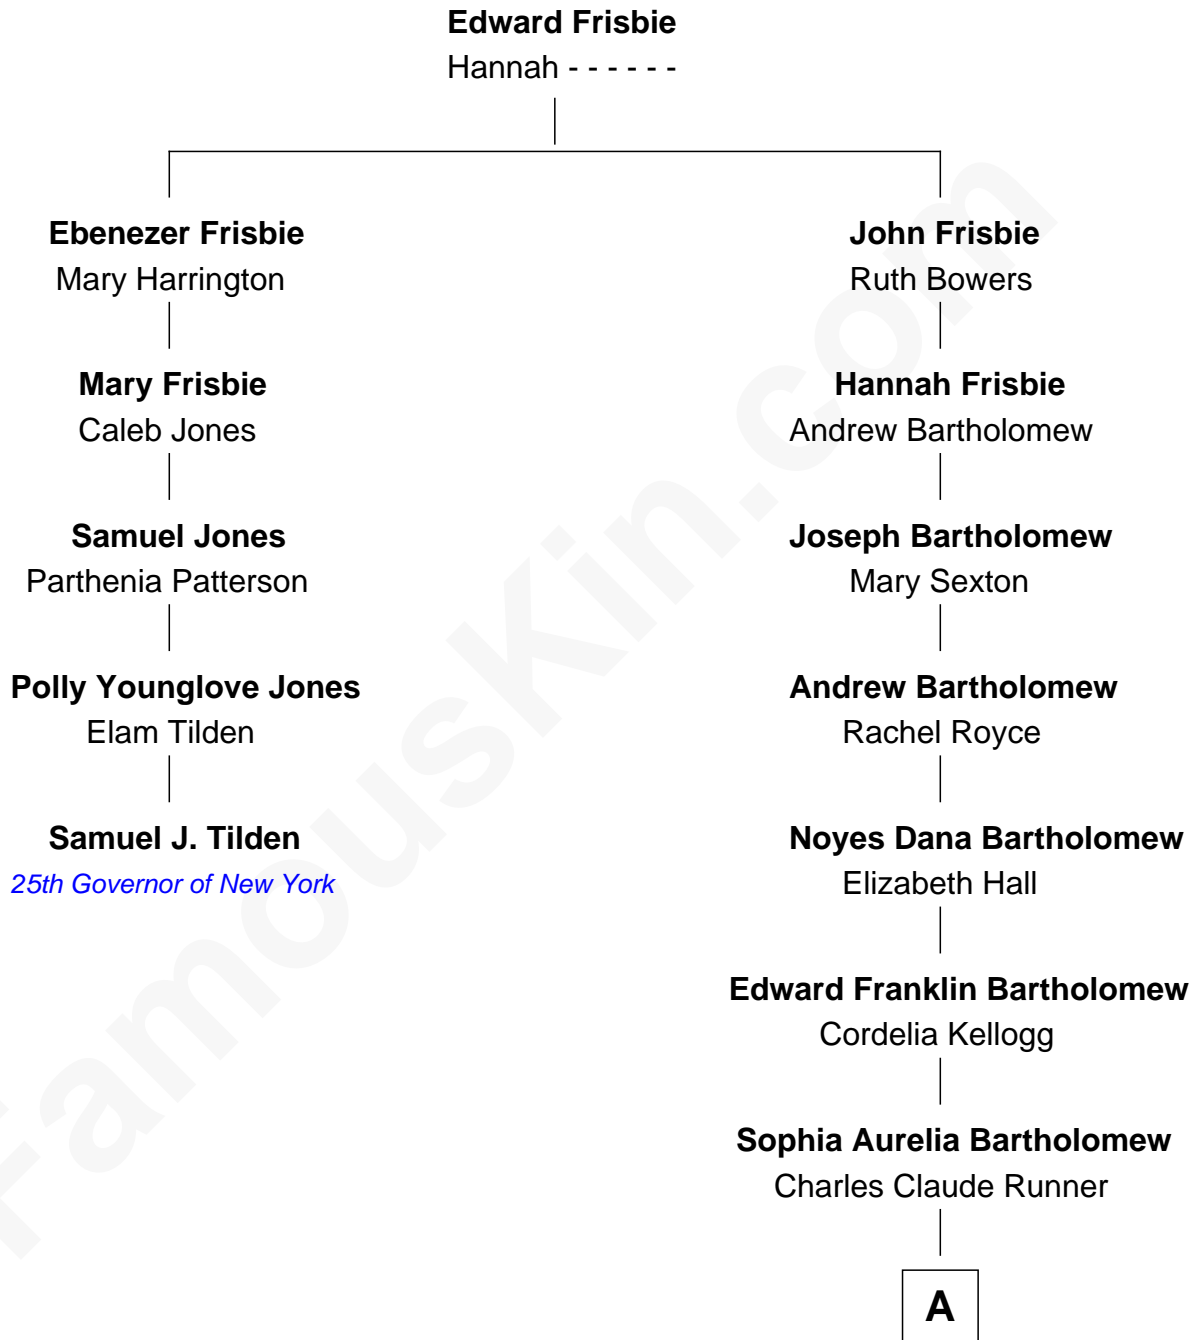 Edward Frisbie
Hannah - - - - - -
Ebenezer Frisbie
Mary Harrington
John Frisbie
Ruth Bowers
Mary Frisbie
Caleb Jones
Hannah Frisbie
Andrew Bartholomew
Samuel Jones
Parthenia Patterson
Joseph Bartholomew
Mary Sexton
Polly Younglove Jones
Elam Tilden
Andrew Bartholomew
Rachel Royce
Samuel J. Tilden
25th Governor of New York
Noyes Dana Bartholomew
Elizabeth Hall
Edward Franklin Bartholomew
Cordelia Kellogg
Sophia Aurelia Bartholomew
Charles Claude Runner
A
FamousKin.com